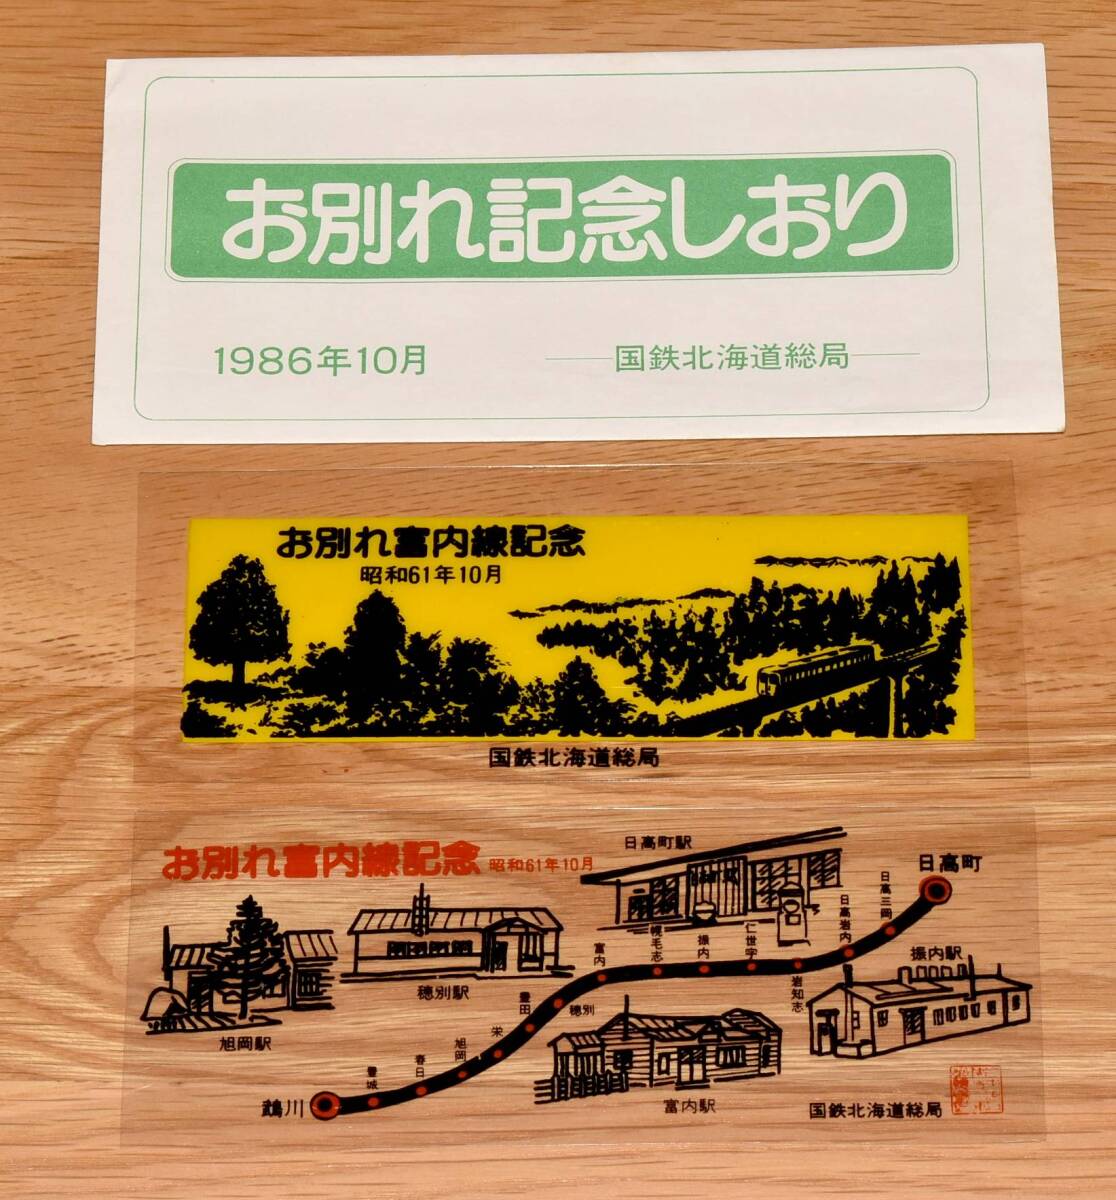 お別れ記念しおり
1986年10月
国鉄北海道総局
お別れ富内線記念
昭和61年10月
国鉄北海道総局
お別れ富内線記念 昭和61年10月
日高町駅
日高町
日高三岡
日高岩内
仁世宇
振内
幌毛志
富内
振内駅
岩知志
穂別駅
穂別
豊田
栄
旭岡駅
旭岡
春日
豊城
鵡川
富内駅
国鉄北海道総局